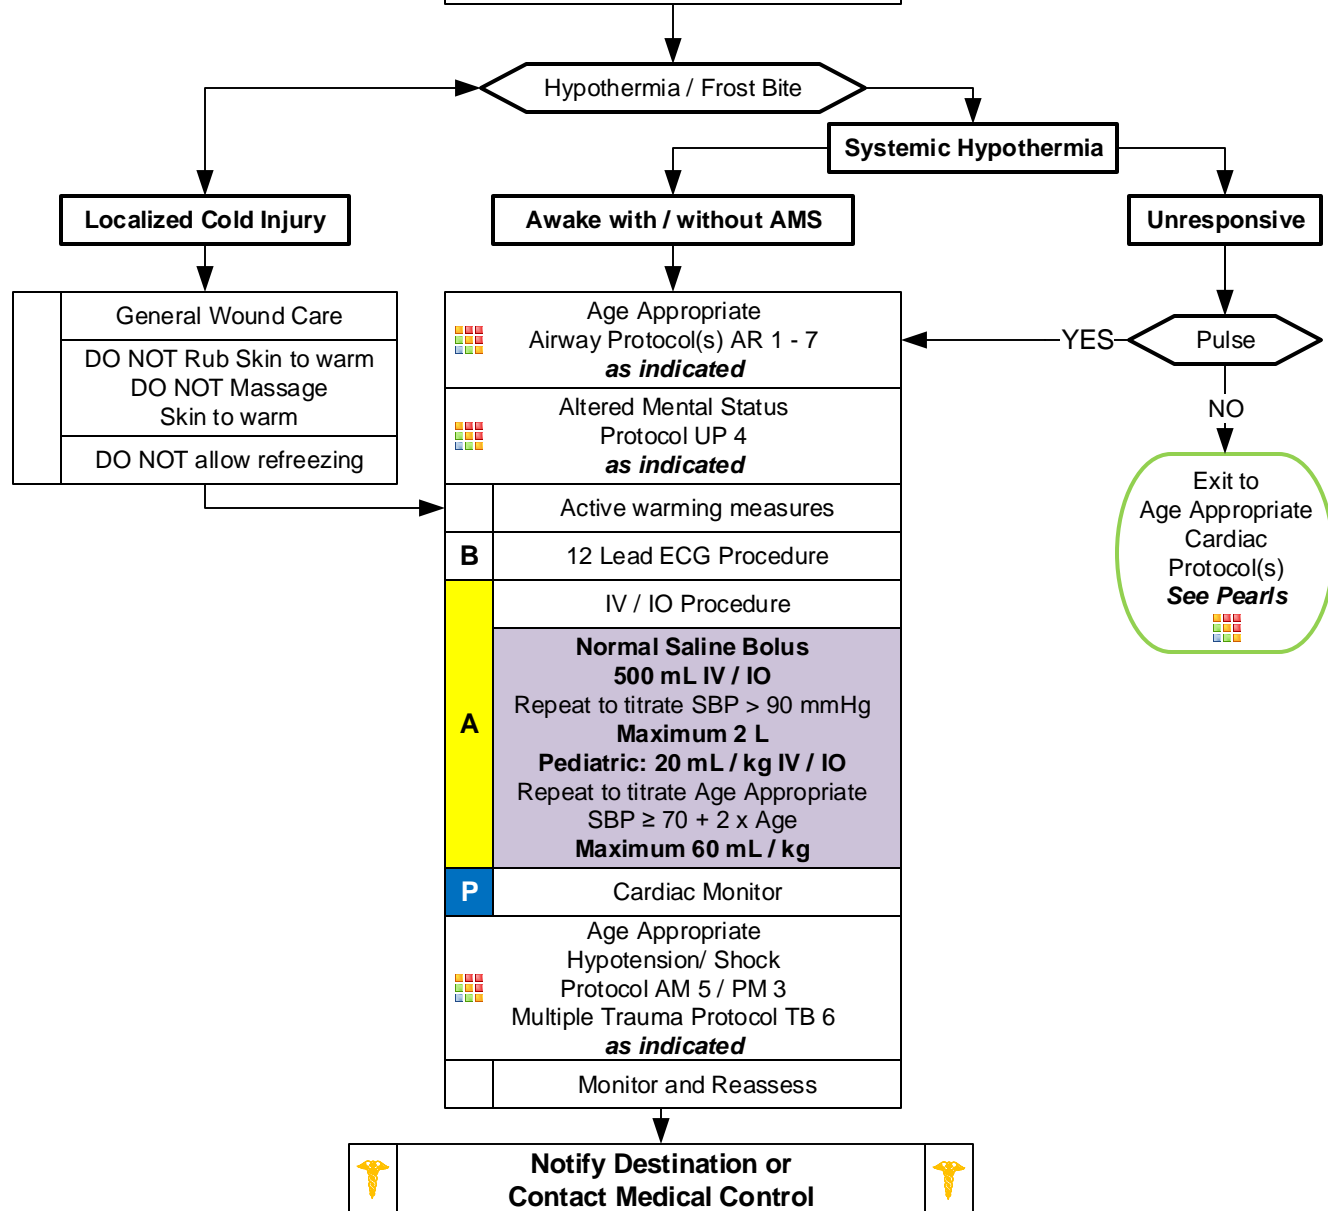 Hypothermia / Frost Bite
Systemic Hypothermia
Localized Cold Injury
Awake with / without AMS
Unresponsive
General Wound Care
DO NOT Rub Skin to warm
DO NOT Massage
Skin to warm
DO NOT allow refreezing
Age Appropriate
Airway Protocol(s) AR 1 - 7
as indicated
YES
Pulse
NO
Altered Mental Status
Protocol UP 4
as indicated
Exit to
Age Appropriate
Cardiac
Protocol(s)
See Pearls
Active warming measures
B
12 Lead ECG Procedure
A
IV / IO Procedure
Normal Saline Bolus
500 mL IV / IO
Repeat to titrate SBP > 90 mmHg
Maximum 2 L
Pediatric: 20 mL / kg IV / IO
Repeat to titrate Age Appropriate
SBP ≥ 70 + 2 x Age
Maximum 60 mL / kg
P
Cardiac Monitor
Age Appropriate
Hypotension/ Shock
Protocol AM 5 / PM 3
Multiple Trauma Protocol TB 6
as indicated
Monitor and Reassess
Notify Destination or
Contact Medical Control